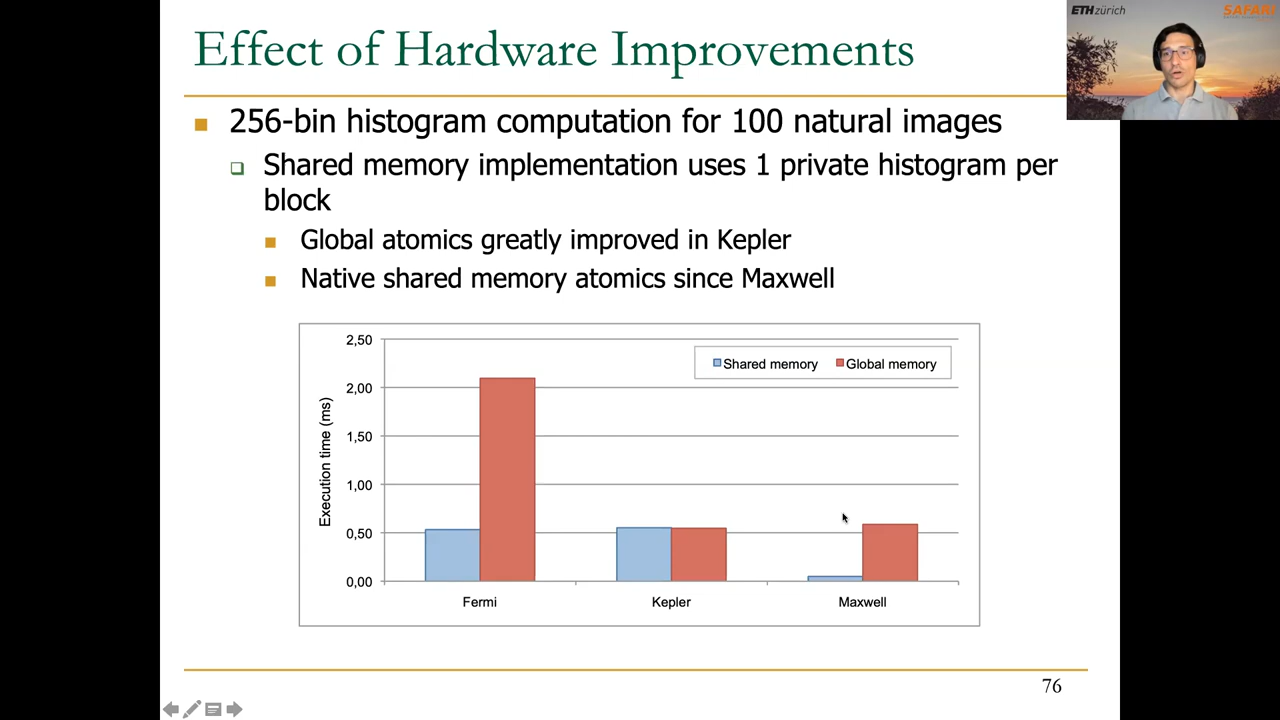 Effect of Hardware Improvements
256-bin histogram computation for 100 natural images
Shared memory implementation uses 1 private histogram per
block
Global atomics greatly improved in Kepler
Native shared memory atomics since Maxwell
2,50
2,00
1,50
1,00
0,50
0,00
Execution time (ms)
Shared memory
Global memory
Fermi
Kepler
Maxwell
76
ETH zürich
SAFARI